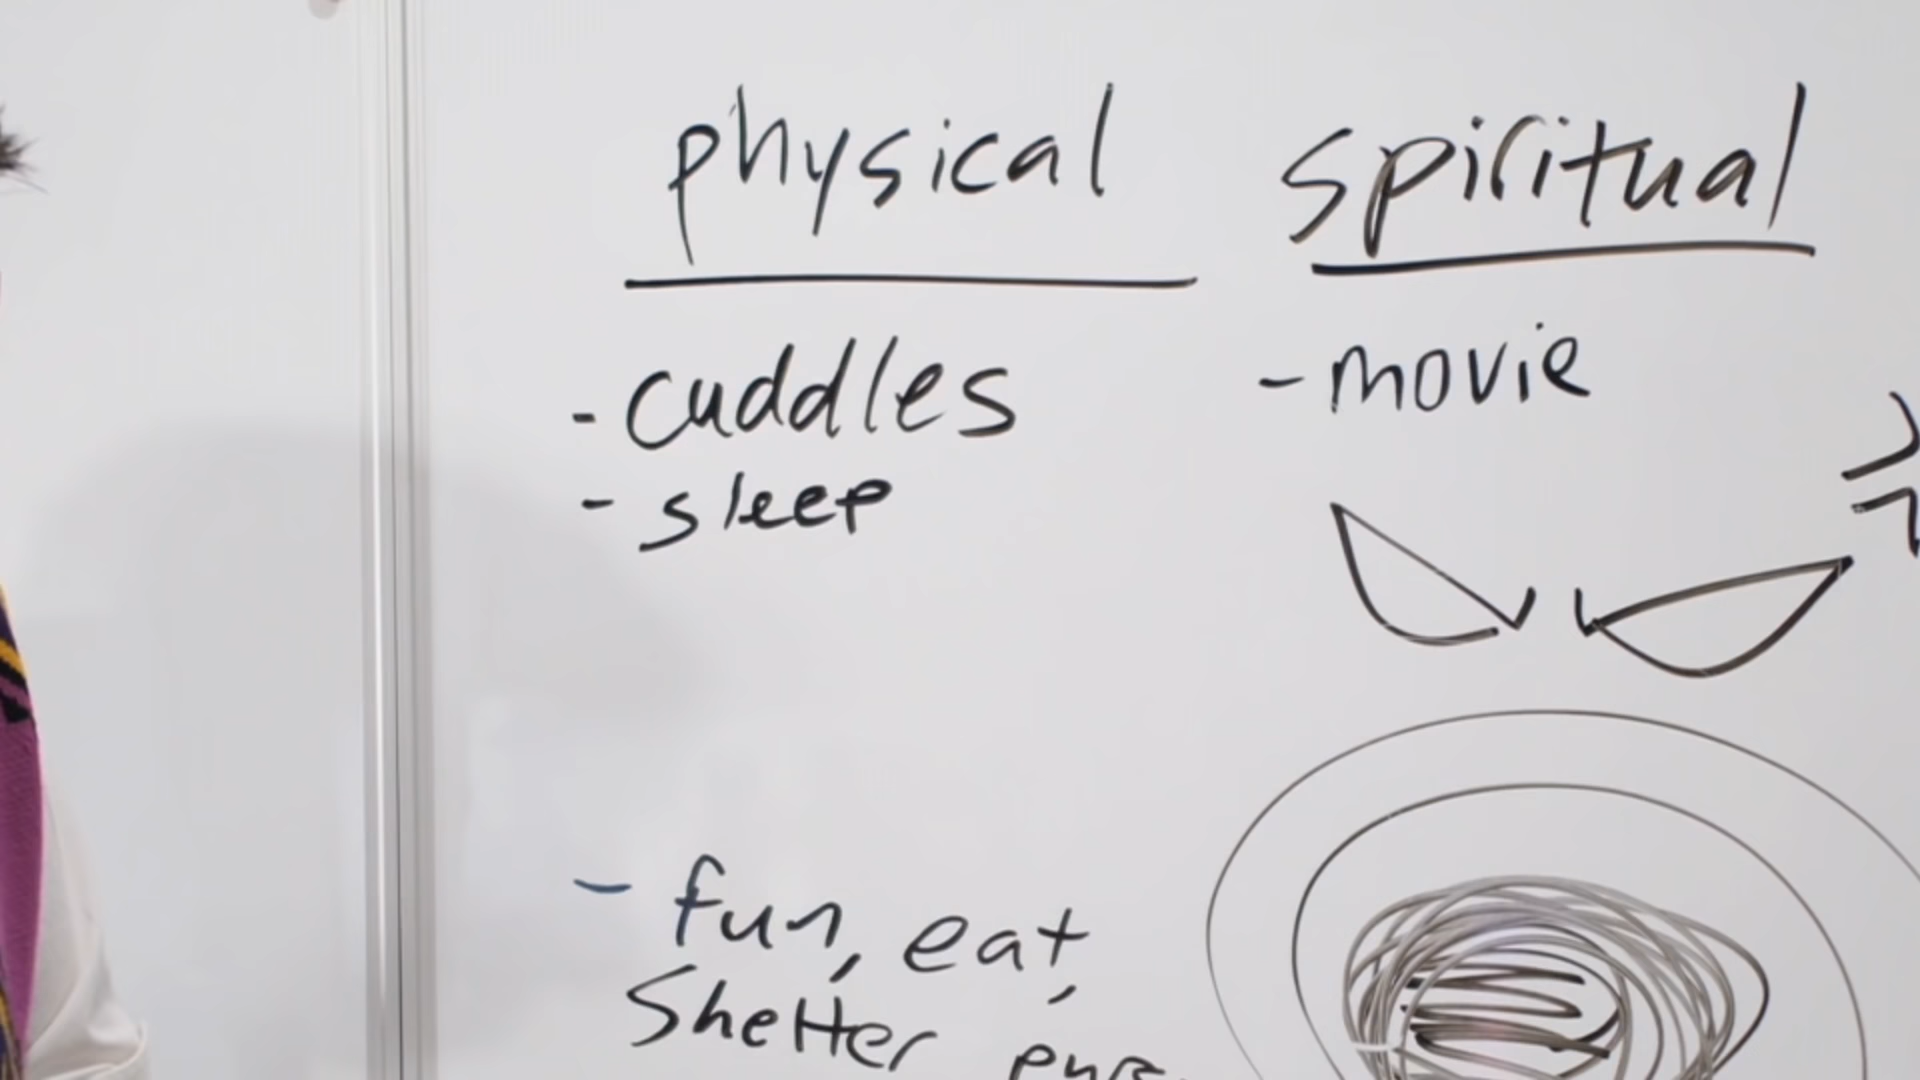 physical
- cuddles
- sleep
- fun, eat,
Shelter
spiritual
- movie